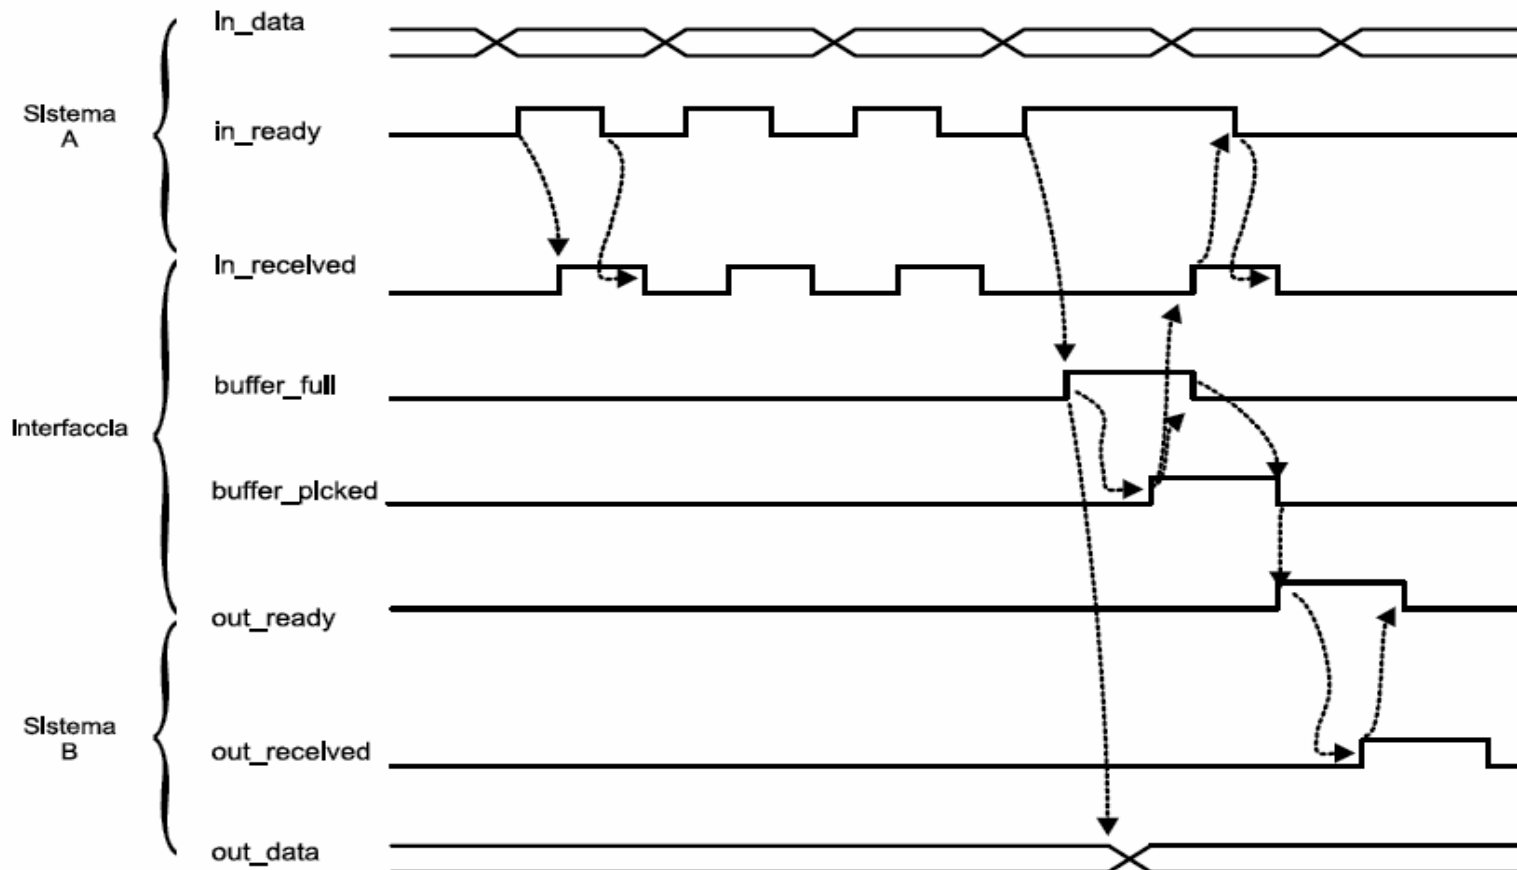 In_data
Sistema
A
in_ready
In_received
buffer_full
Interfaccia
buffer_picked
out_ready
Sistema
B
out_received
out_data